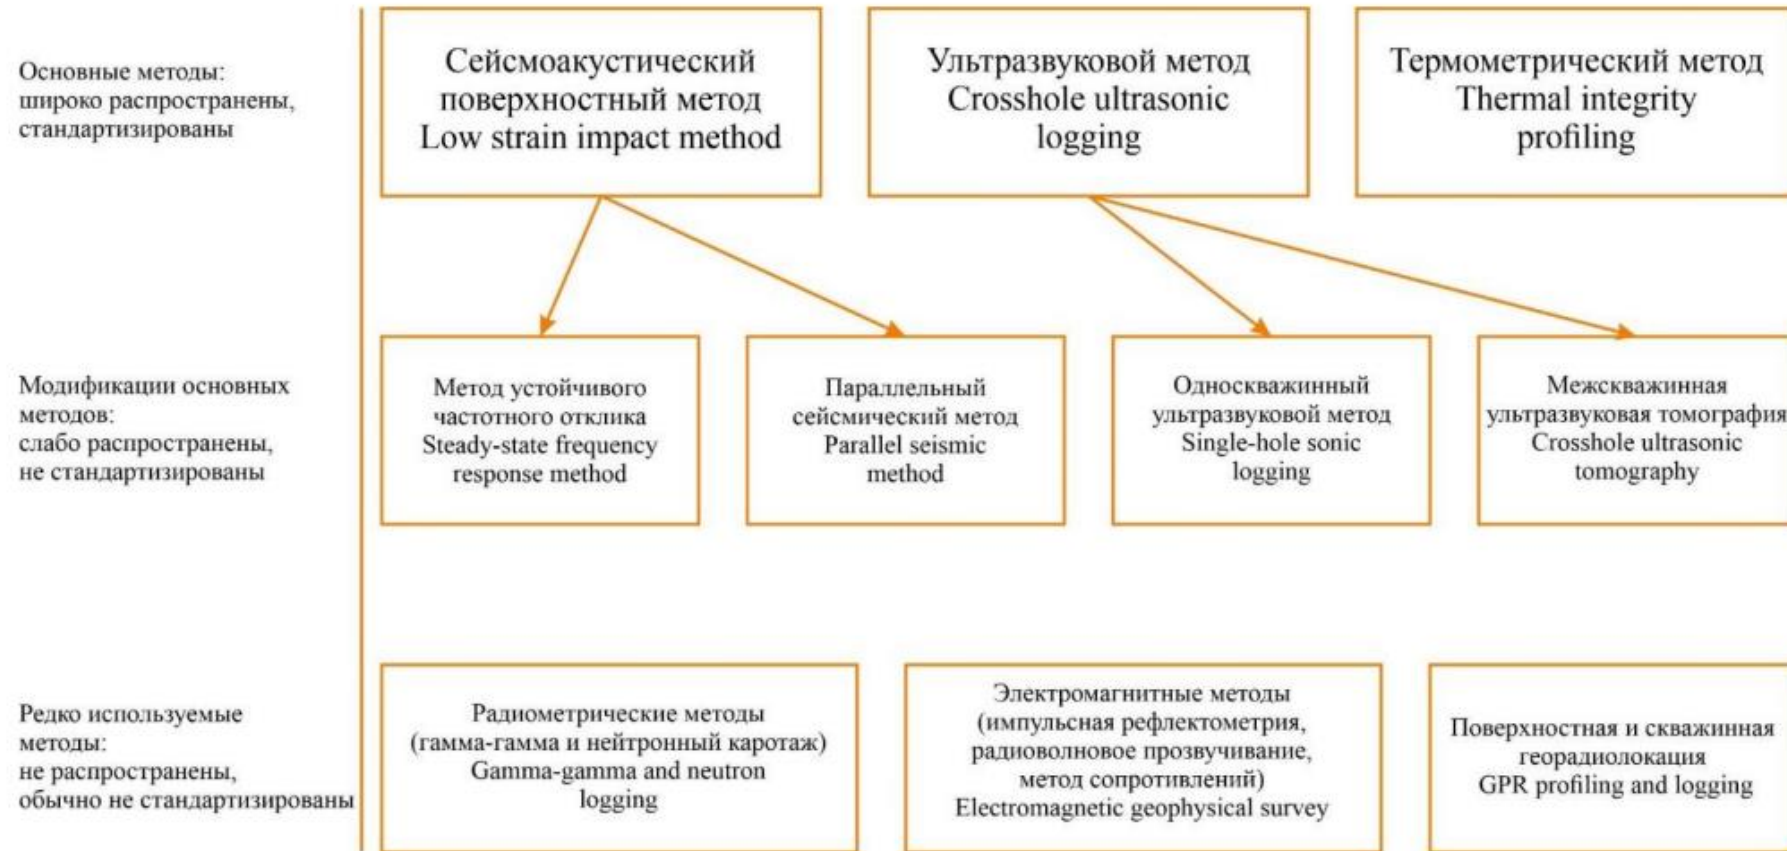 Основные методы:
широко распространены,
стандартизированы
Сейсмоакустический
поверхностный метод
Low strain impact method
Ультразвуковой метод
Crosshole ultrasonic
logging
Термометрический метод
Thermal integrity
profiling
Модификации основных
методов:
слабо распространены,
не стандартизированы
Метод устойчивого
частотного отклика
Steady-state frequency
response method
Параллельный
сейсмический метод
Parallel seismic
method
Односкважинный
ультразвуковой метод
Single-hole sonic
logging
Межскважинная
ультразвуковая томография
Crosshole ultrasonic
tomography
Редко используемые
методы:
не распространены,
обычно не стандартизированы
Радиометрические методы
(гамма-гамма и нейтронный каротаж)
Gamma-gamma and neutron
logging
Электромагнитные методы
(импульсная рефлектометрия,
радиоволновое прозвучивание,
метод сопротивлений)
Electromagnetic geophysical survey
Поверхностная и скважинная
георадиолокация
GPR profiling and logging